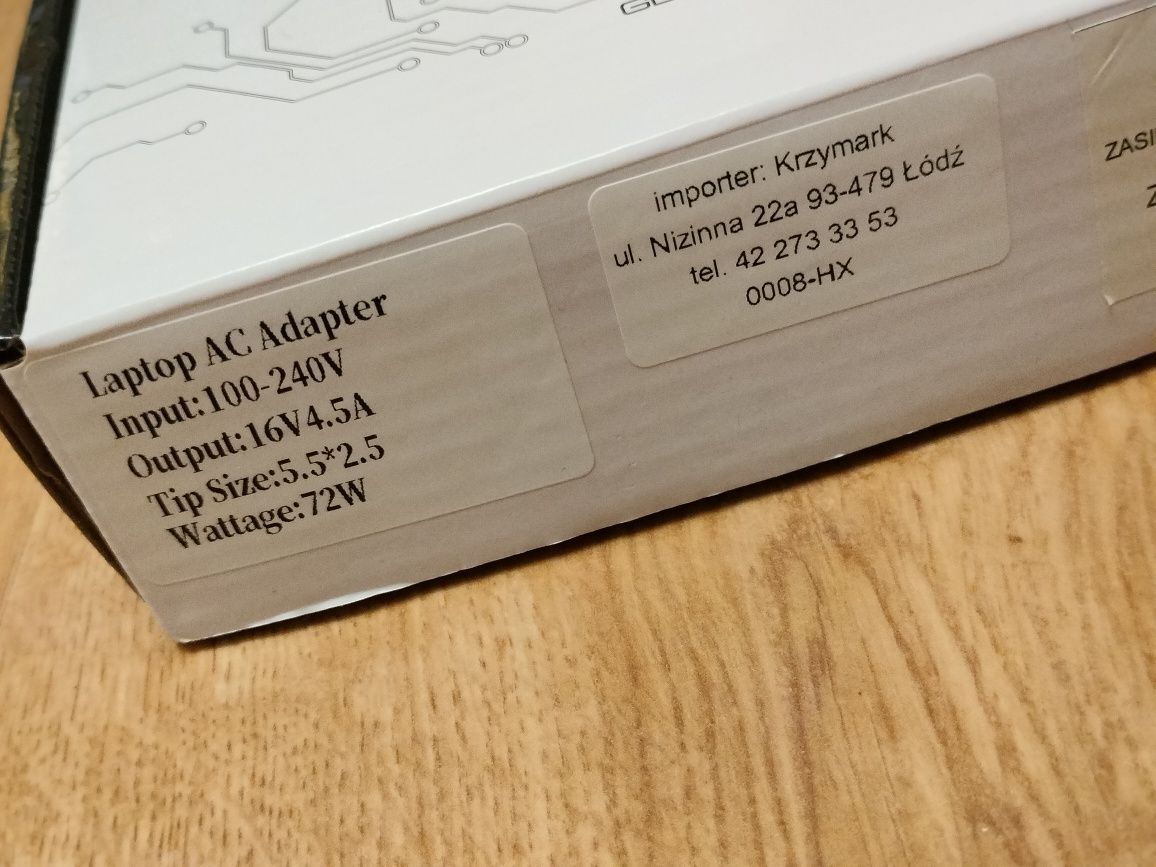 Laptop AC Adapter
Input:100-240V
Output:16V4.5A
Tip Size:5.5*2.5
Wattage:72W
importer: Krzymark
ul. Nizinna 22a 93-479 Łódź
tel. 42 273 33 53
0008-HX